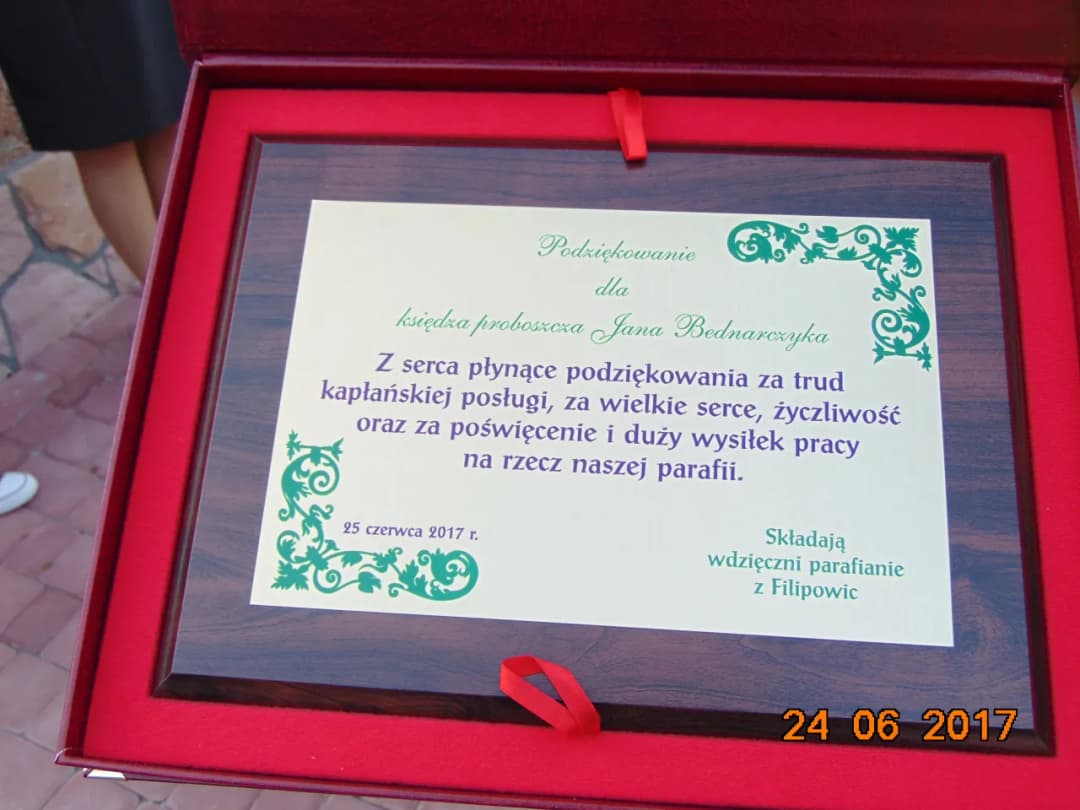 Podziękowanie
dla
księdza proboszcza Jana Bednarczyka
Z serca płynące podziękowania za trud
kapłańskiej posługi, za wielkie serce, życzliwość
oraz za poświęcenie i duży wysiłek pracy
na rzecz naszej parafii.
25 czerwca 2017 r.
Składają
wdzięczni parafianie
z Filipowic
24 06 2017